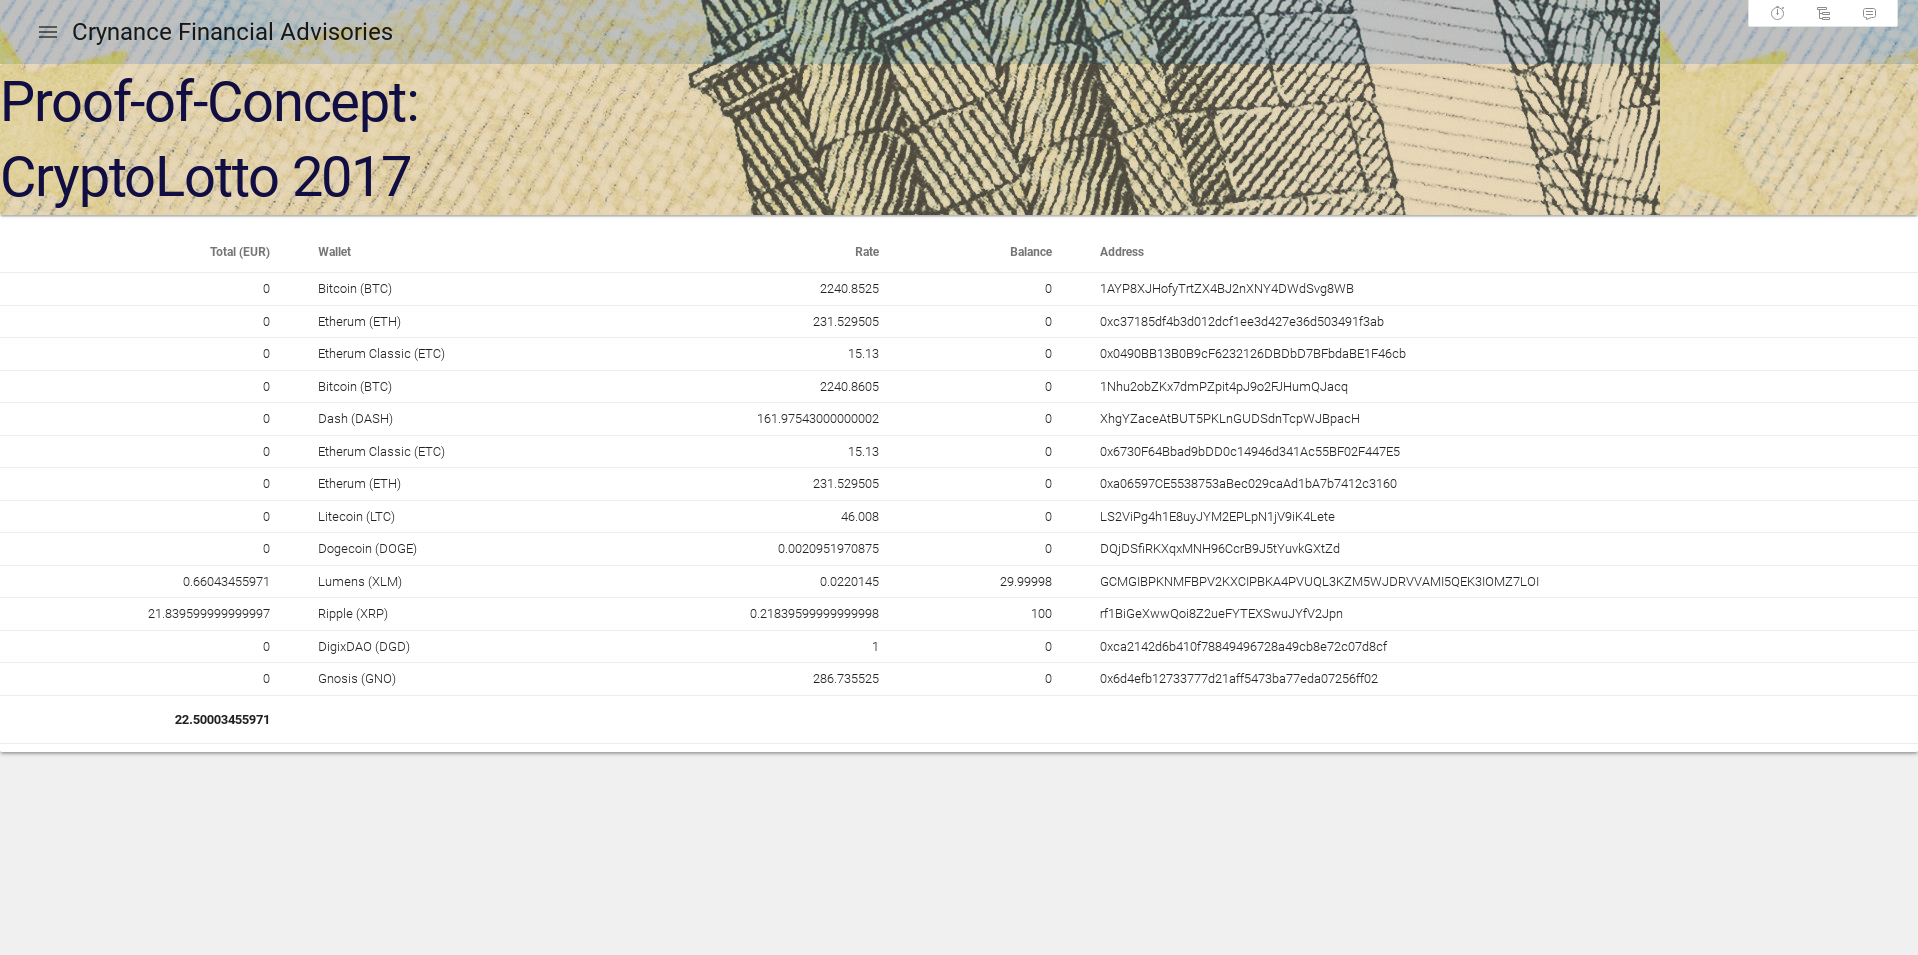 Crynance Financial Advisories
Proof-of-Concept:
CryptoLotto 2017
Total (EUR) Wallet Rate Balance Address
0 Bitcoin (BTC) 2240.8525 0 1AYP8XJHofyTrtZX4BJ2nXNY4DWdSvg8WB
0 Etherum (ETH) 231.529505 0 0xc37185df4b3d012dcf1ee3d427e36d503491f3ab
0 Etherum Classic (ETC) 15.13 0 0x0490BB13B0B9cF6232126DBDbD7BFbdaBE1F46cb
0 Bitcoin (BTC) 2240.8605 0 1Nhu2obZKx7dmPZpit4pJ9o2FJHumQJacq
0 Dash (DASH) 161.97543000000002 0 XhgYZaceAtBUT5PKLnGUDSdnTcpWJBpacH
0 Etherum Classic (ETC) 15.13 0 0x6730F64Bbad9bDD0c14946d341Ac55BF02F447E5
0 Etherum (ETH) 231.529505 0 0xa06597CE5538753aBec029caAd1bA7b7412c3160
0 Litecoin (LTC) 46.008 0 LS2ViPg4h1E8uyJYM2EPLpN1jV9iK4Lete
0 Dogecoin (DOGE) 0.0020951970875 0 DQjDSfiRKXqxMNH96CcrB9J5tYuvkGXtZd
0.66043455971 Lumens (XLM) 0.0220145 29.99998 GCMGIBPKNMFBPV2KXCIPBKA4PVUQL3KZM5WJDRVVAMI5QEK3IOMZ7LOI
21.839599999999997 Ripple (XRP) 0.21839599999999998 100 rf1BiGeXwwQoi8Z2ueFYTEXSwuJYfV2Jpn
0 DigixDAO (DGD) 1 0 0xca2142d6b410f78849496728a49cb8e72c07d8cf
0 Gnosis (GNO) 286.735525 0 0x6d4efb12733777d21aff5473ba77eda07256ff02
22.50003455971